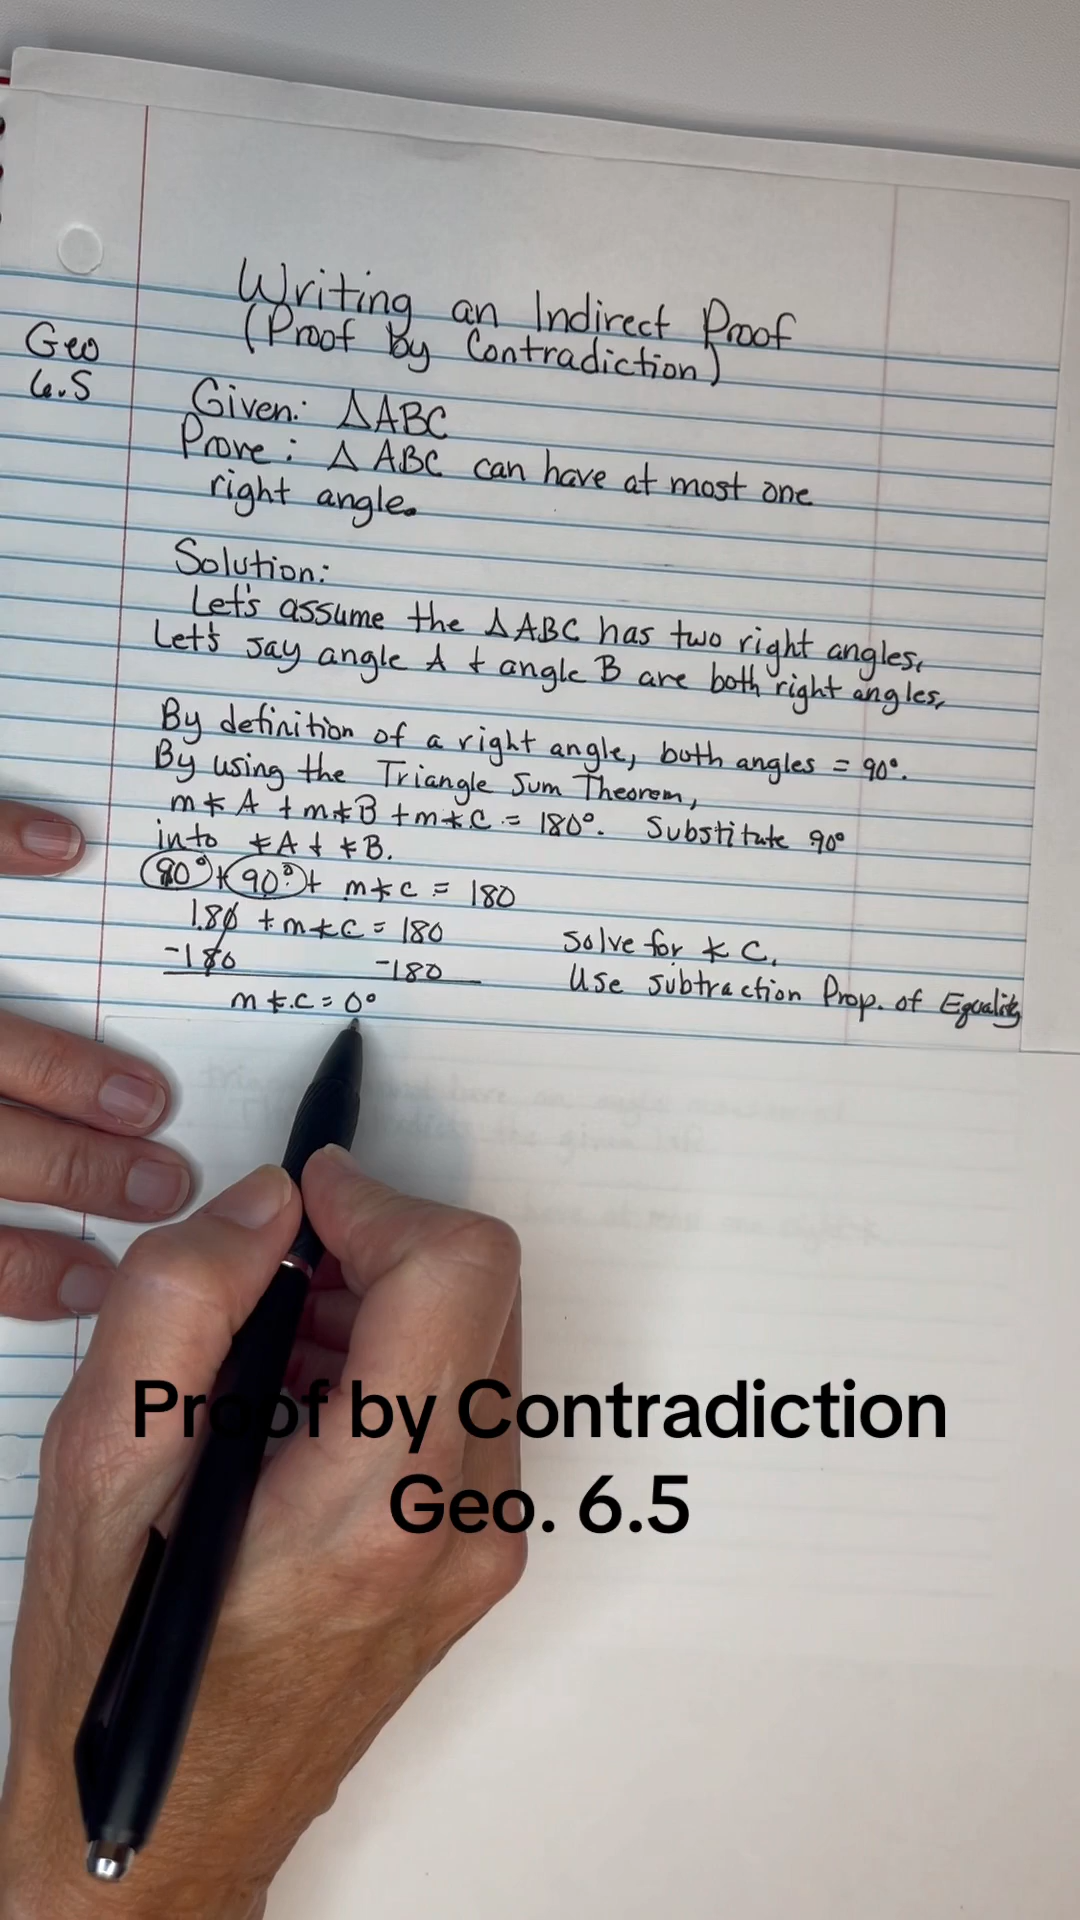 Writing an Indirect Proof
(Proof by Contradiction)
Geo
6.5
Given: △ABC
Prove: △ABC can have at most one
right angle.
Solution:
Let's assume the △ABC has two right angles.
Let's say angle A + angle B are both right angles.
By definition of a right angle, both angles = 90°.
By using the Triangle Sum Theorem,
m∡A + m∡B + m∡C = 180°. Substitute 90°
into ∡A + ∡B.
90° + 90° + m∡C = 180
180 + m∡C = 180 Solve for ∡C.
-180 -180 Use subtraction Prop. of Equality
m∡C = 0°
Proof by Contradiction
Geo. 6.5